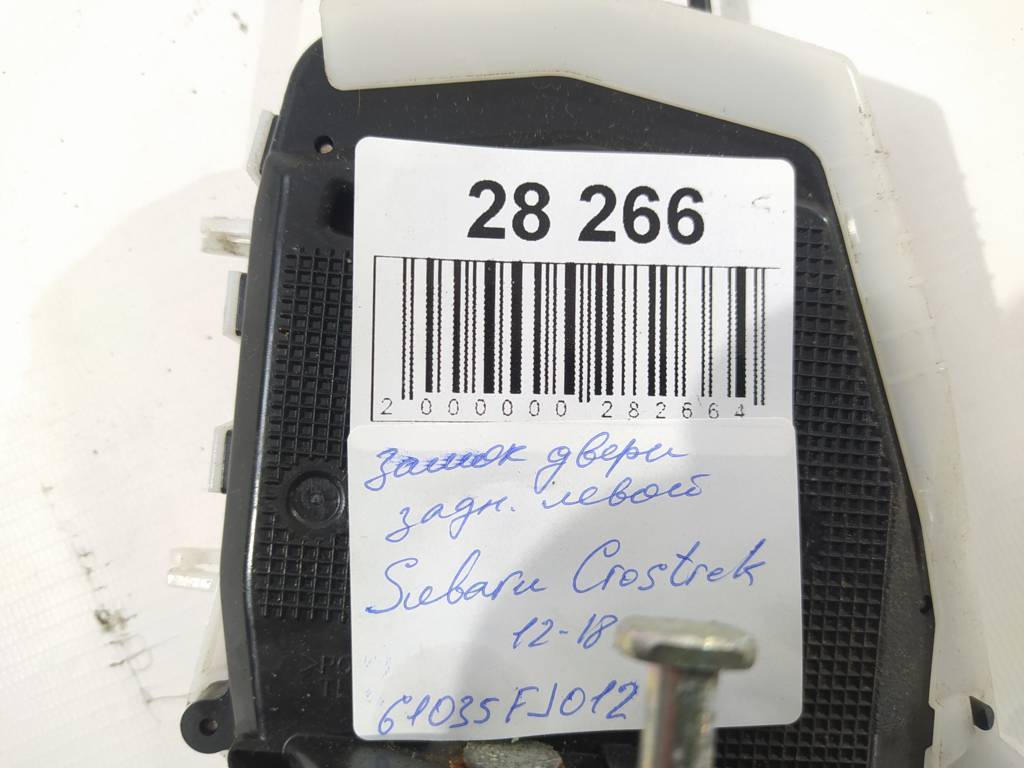 28 266
2 000000 282664
замок двери
задн. левой
Subaru Crostrek
12-18
61035FJ012